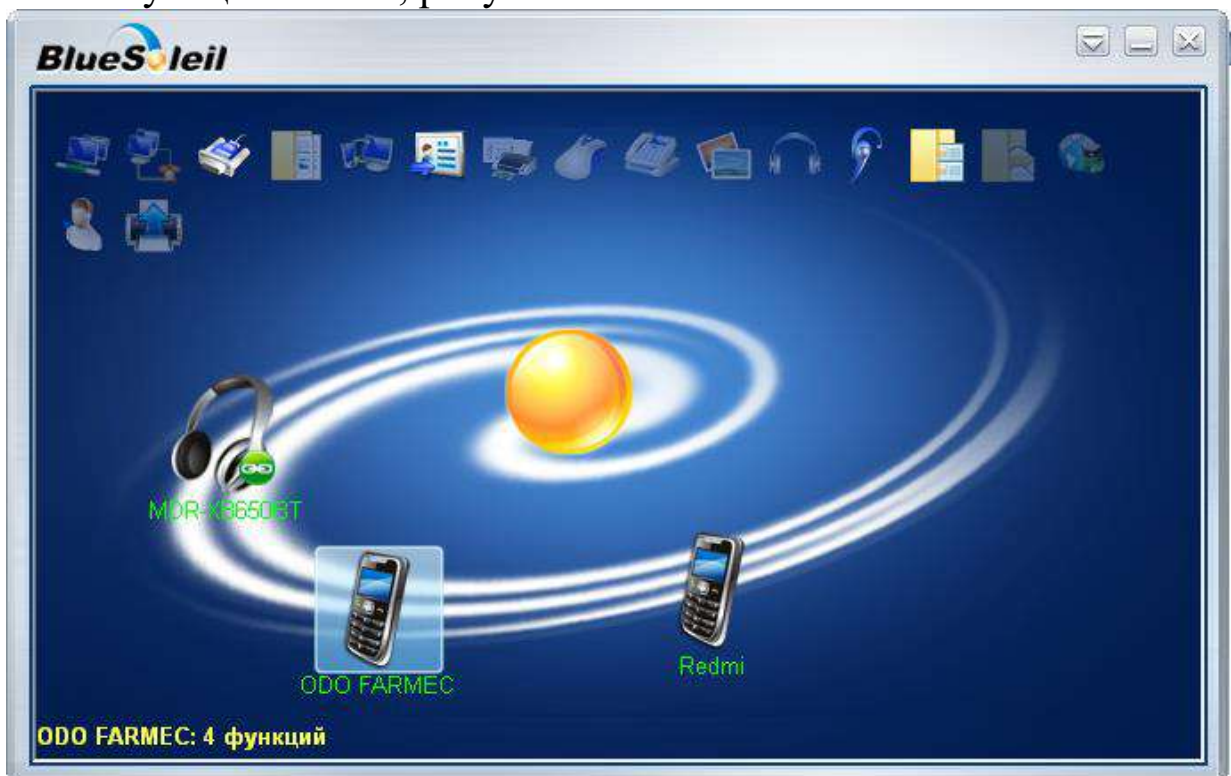 BlueSoleil
MDR-XB650BT
ODO FARMEC
Redmi
ODO FARMEC: 4 функций